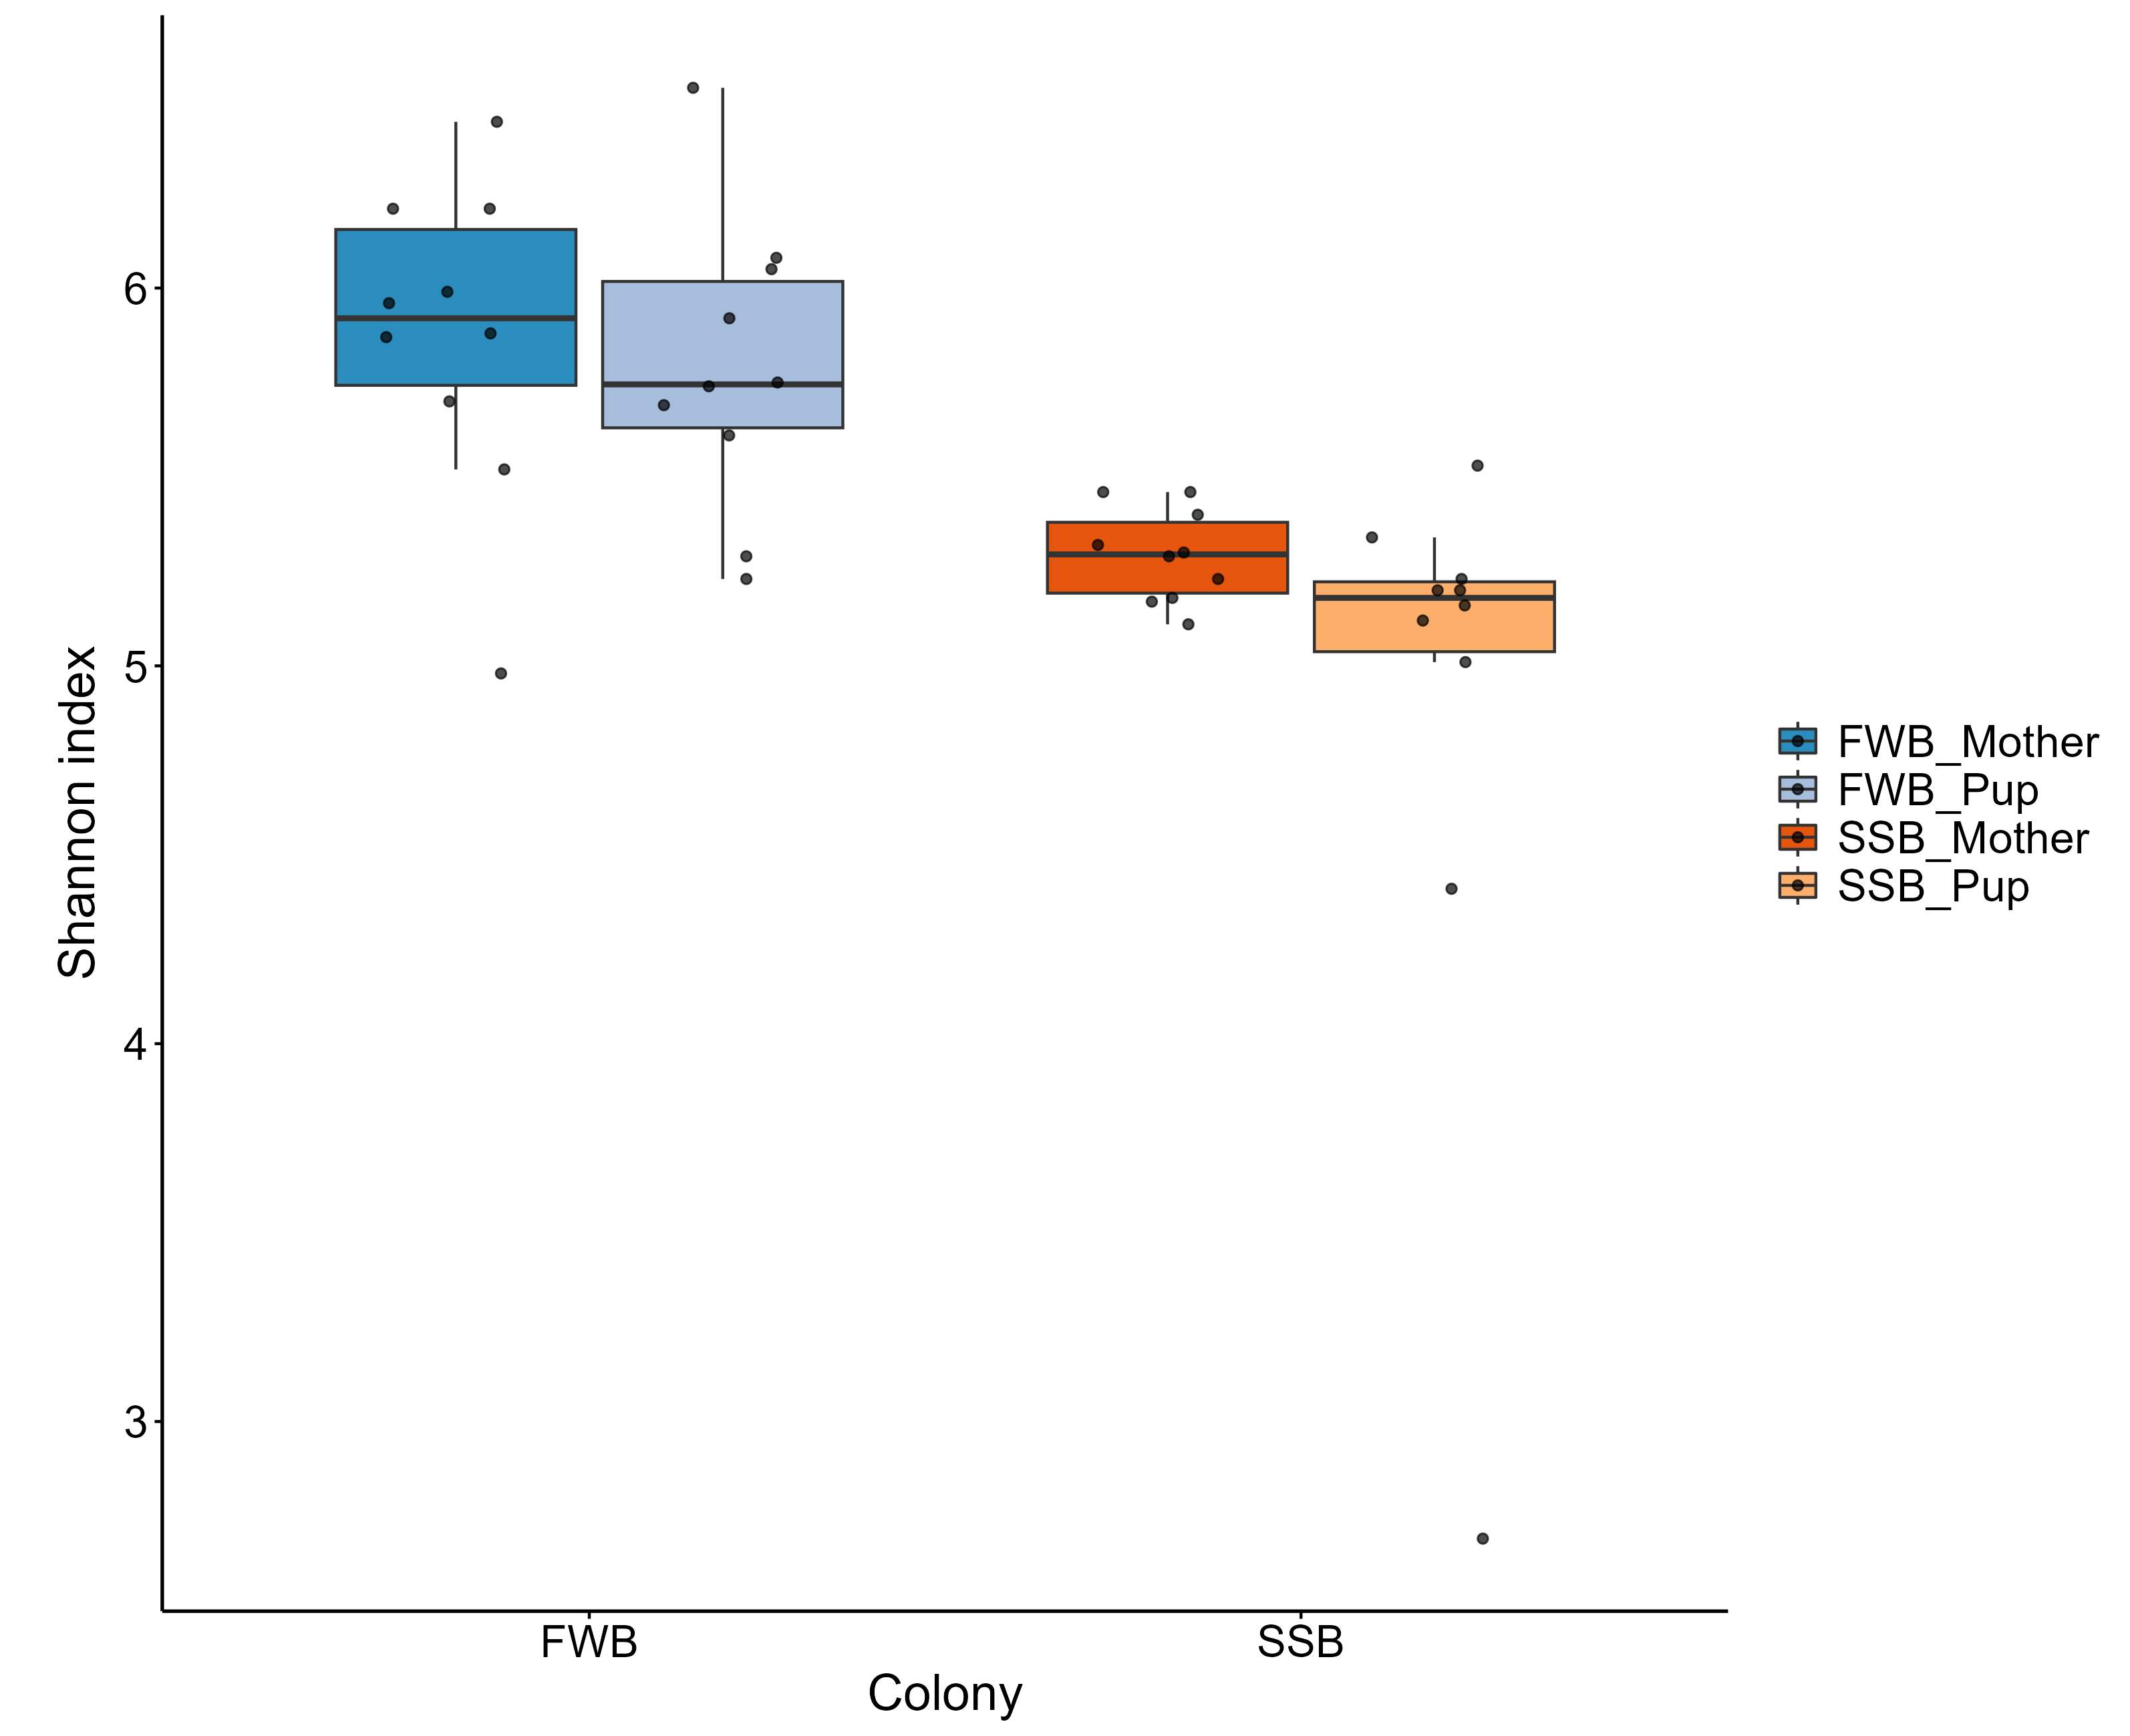 Shannon index
6
5
4
3
FWB
SSB
Colony
FWB_Mother
FWB_Pup
SSB_Mother
SSB_Pup